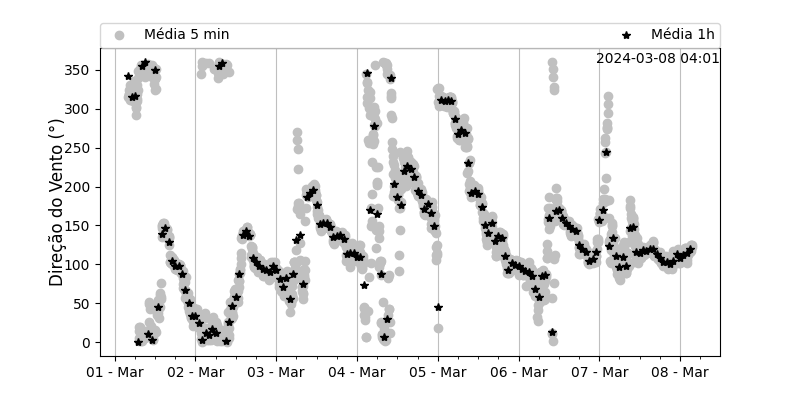 Média 5 min
Média 1h
2024-03-08 04:01
Direção do Vento (°)
350
300
250
200
150
100
50
0
01 - Mar
02 - Mar
03 - Mar
04 - Mar
05 - Mar
06 - Mar
07 - Mar
08 - Mar